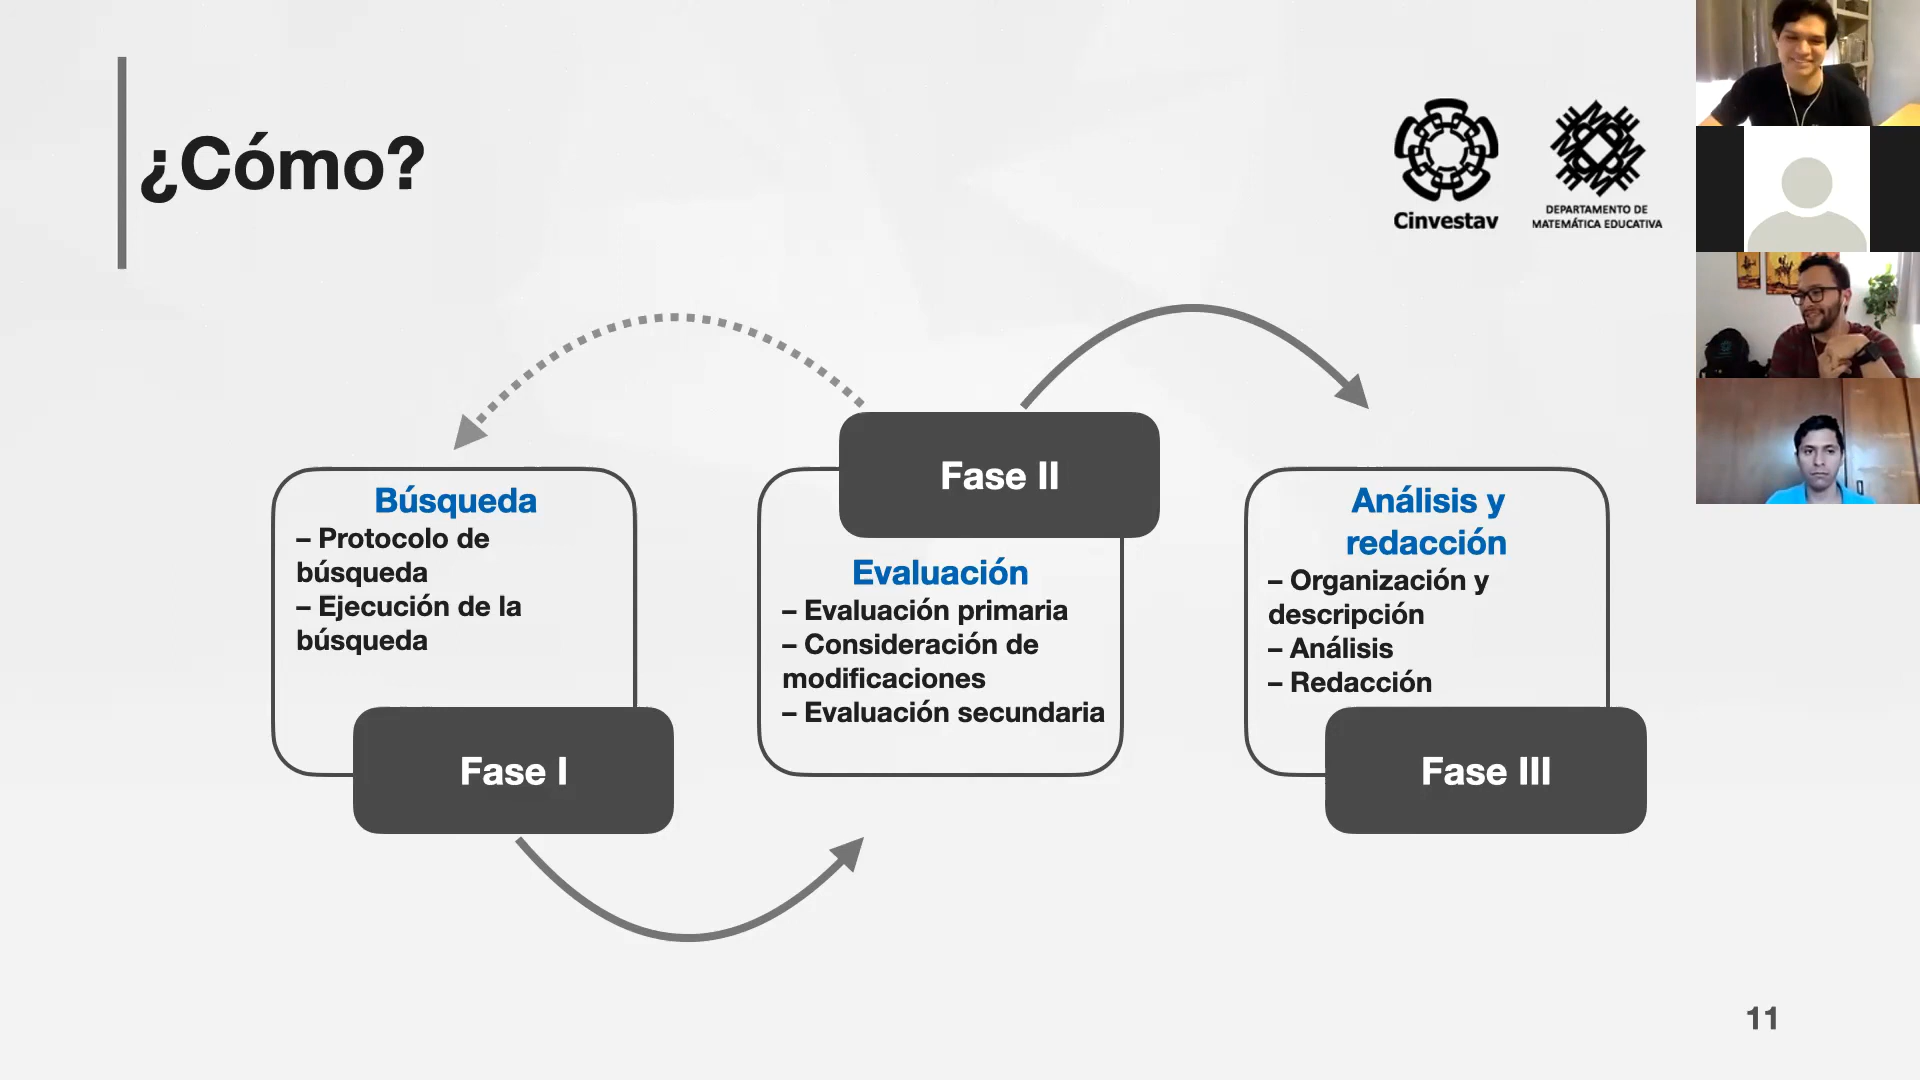 ¿Cómo?
Cinvestav
DEPARTAMENTO DE
MATEMÁTICA EDUCATIVA
Búsqueda
– Protocolo de
búsqueda
– Ejecución de la
búsqueda
Fase I
Fase II
Evaluación
– Evaluación primaria
– Consideración de
modificaciones
– Evaluación secundaria
Análisis y
redacción
– Organización y
descripción
– Análisis
– Redacción
Fase III
11